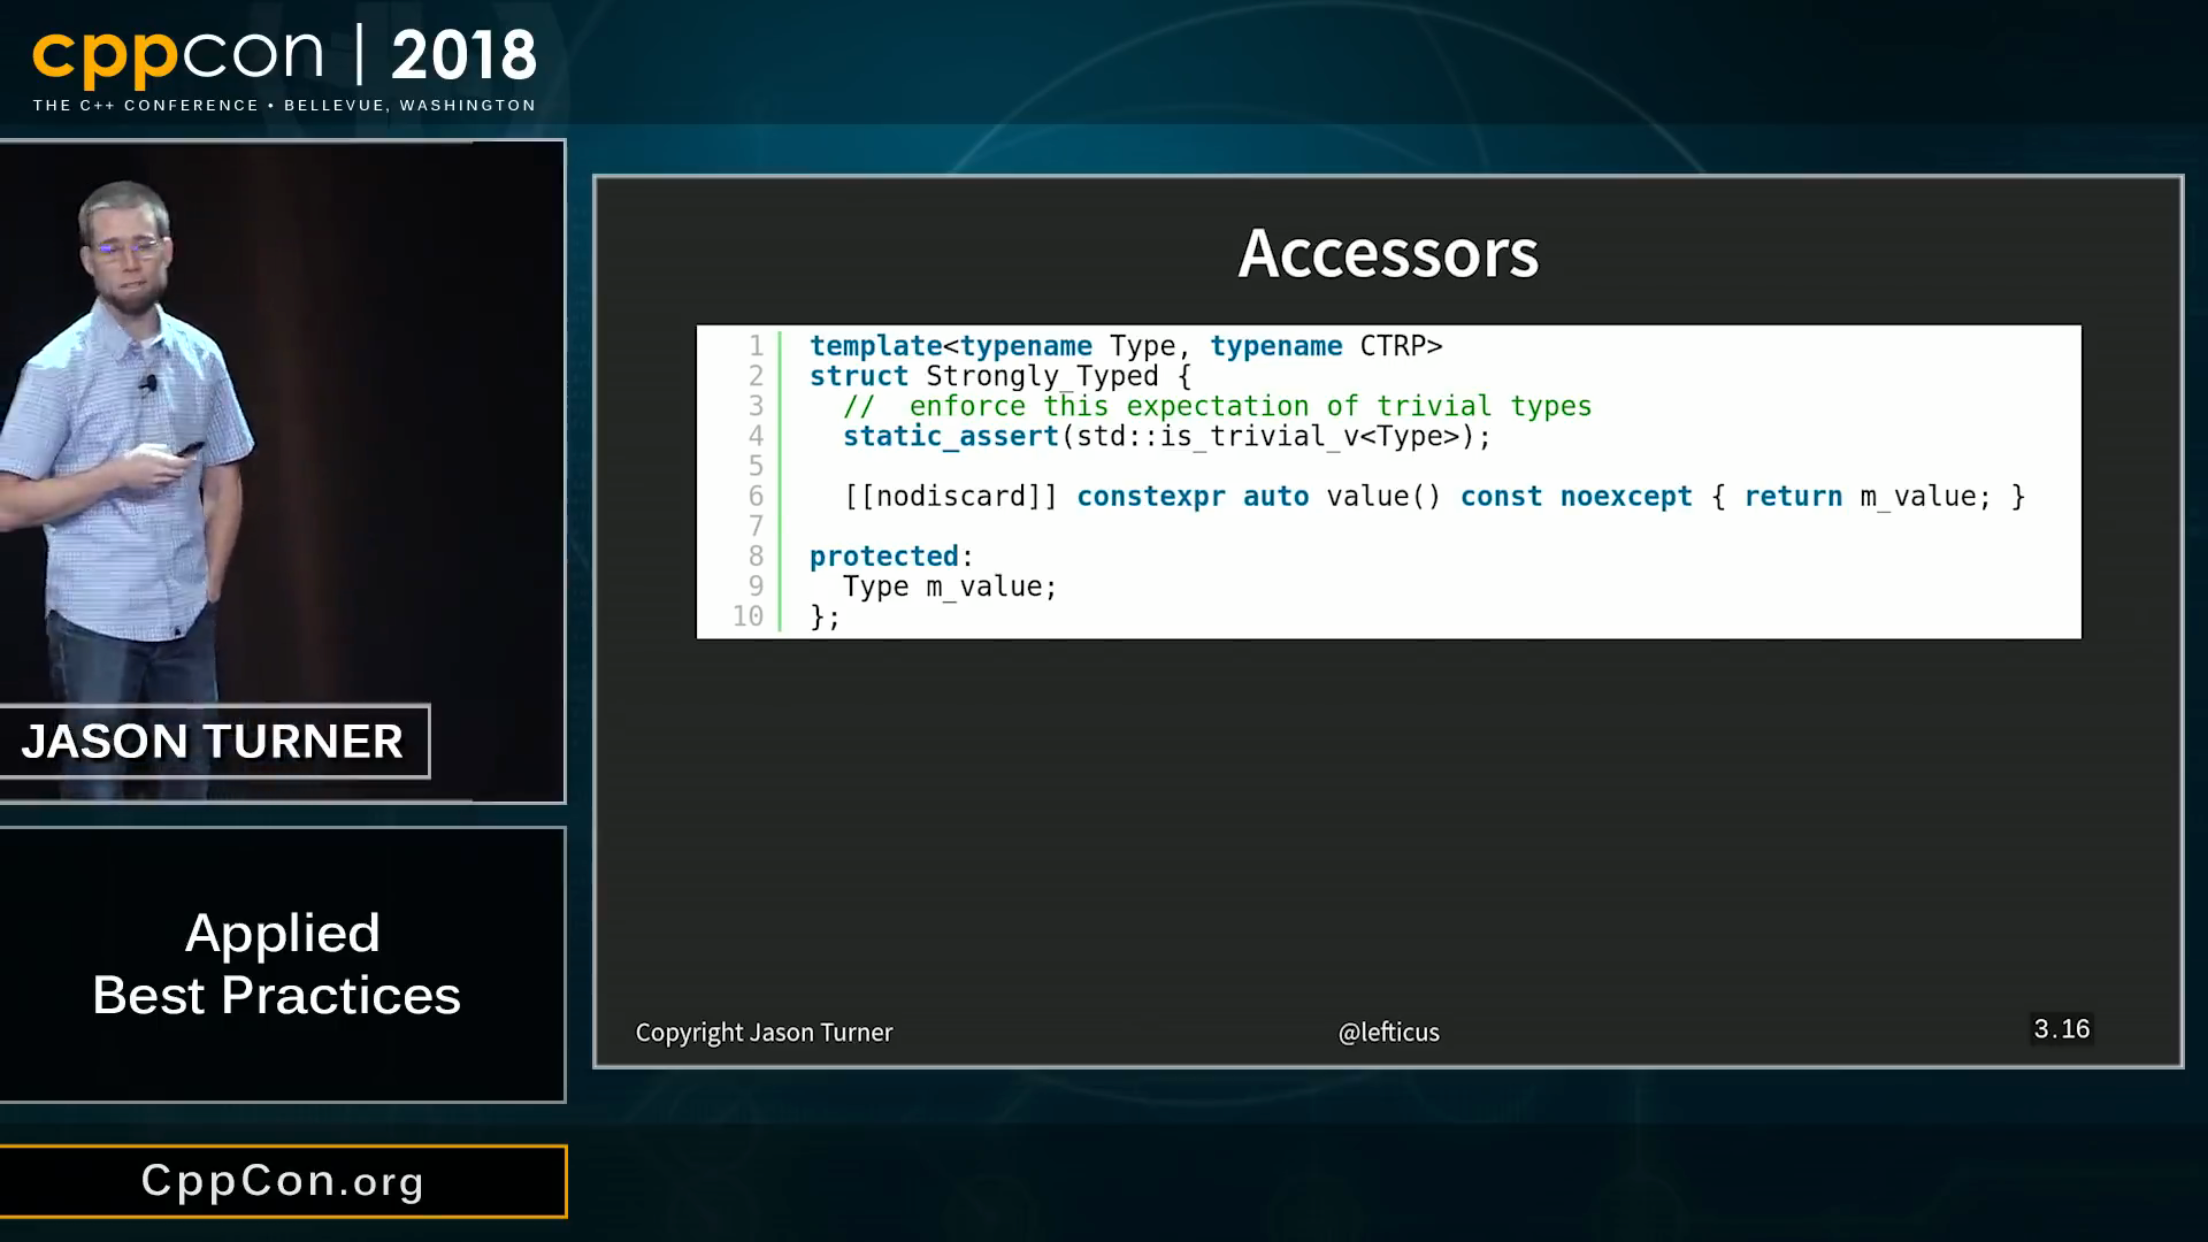 cppcon | 2018
THE C++ CONFERENCE • BELLEVUE, WASHINGTON
JASON TURNER
Applied
Best Practices
CppCon.org
Accessors
1 template<typename Type, typename CTRP>
2 struct Strongly_Typed {
3   //  enforce this expectation of trivial types
4   static_assert(std::is_trivial_v<Type>);
5
6   [[nodiscard]] constexpr auto value() const noexcept { return m_value; }
7
8 protected:
9   Type m_value;
10 };
Copyright Jason Turner
@lefticus
3.16